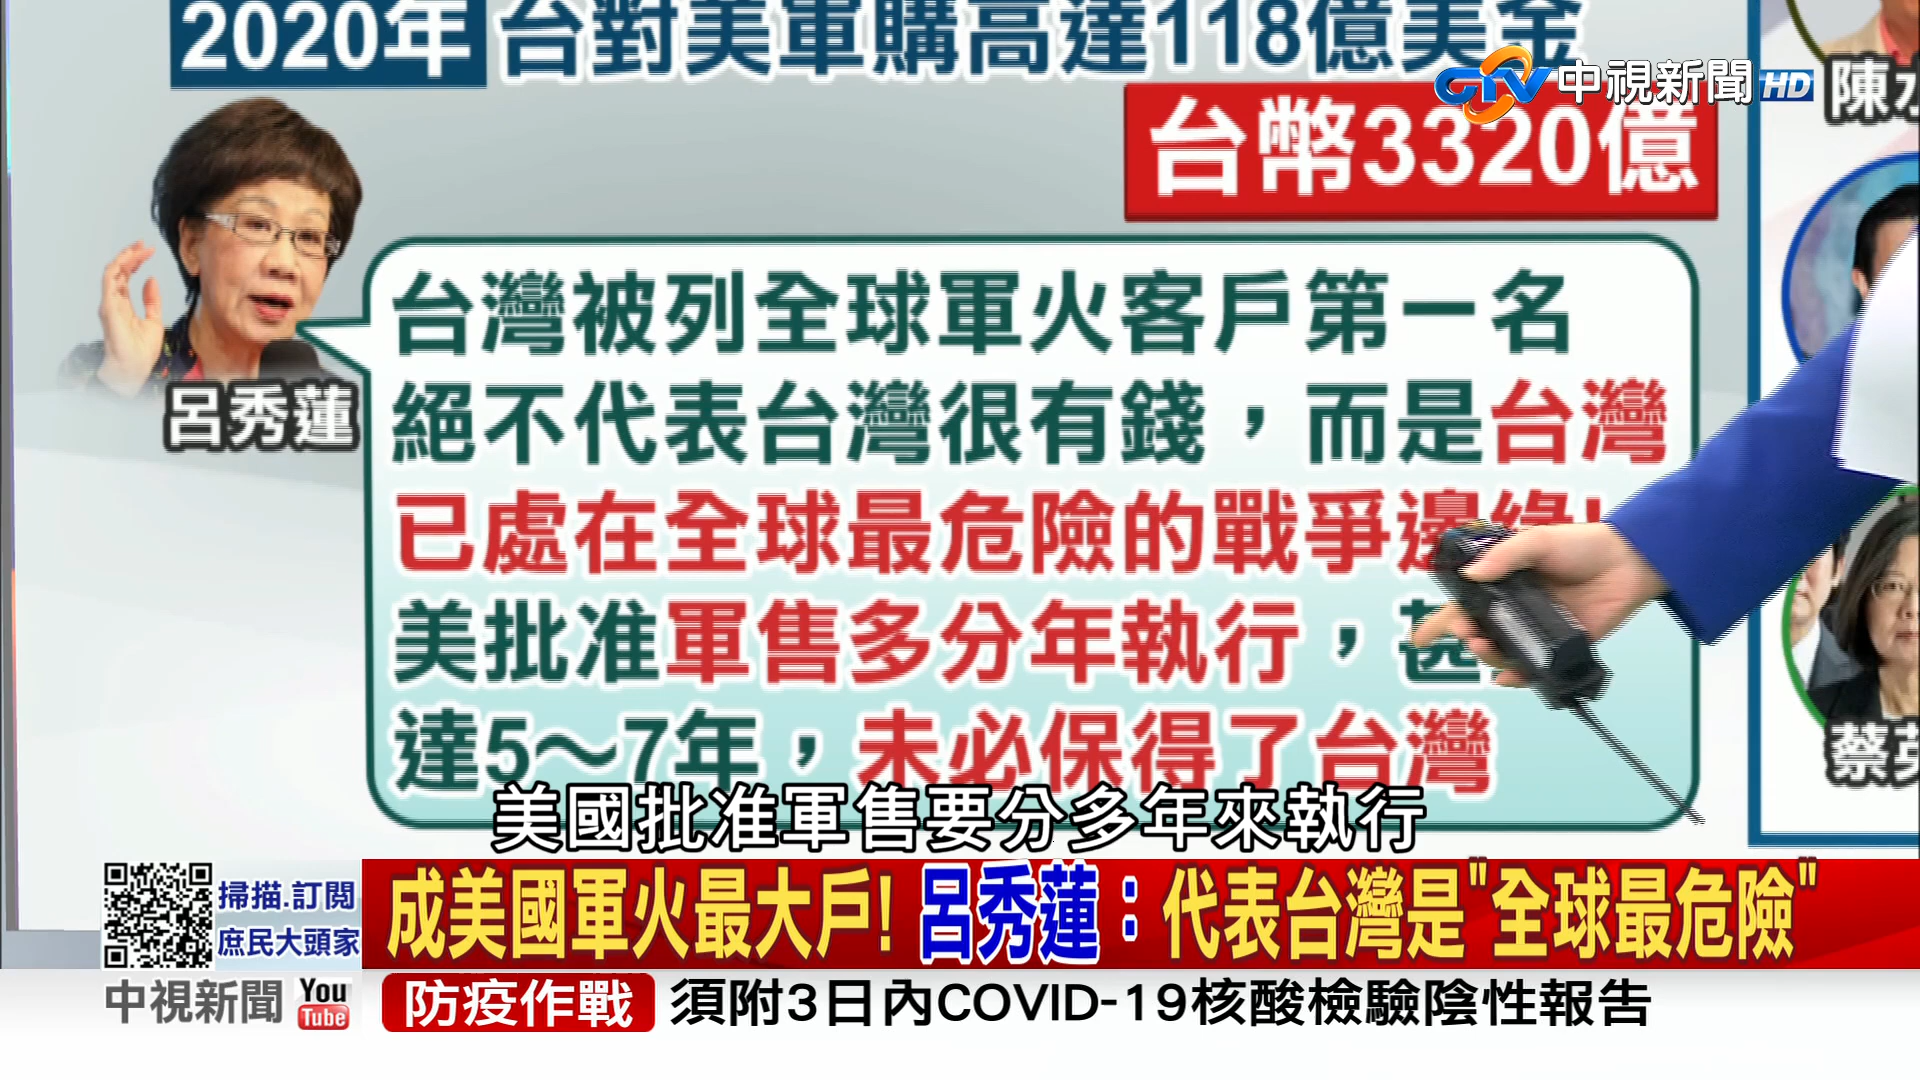 2020年 台對美軍購高達118億美金
CTV 中視新聞 HD
台幣3320億
陳水
呂秀蓮
台灣被列全球軍火客戶第一名
絕不代表台灣很有錢，而是台灣
已處在全球最危險的戰爭邊緣!
美批准軍售多分年執行，甚
達5～7年，未必保得了台灣
蔡英
美國批准軍售要分多年來執行
掃描.訂閱
庶民大頭家
成美國軍火最大戶! 呂秀蓮：代表台灣是"全球最危險"
中視新聞 You Tube
防疫作戰 須附3日內COVID-19核酸檢驗陰性報告